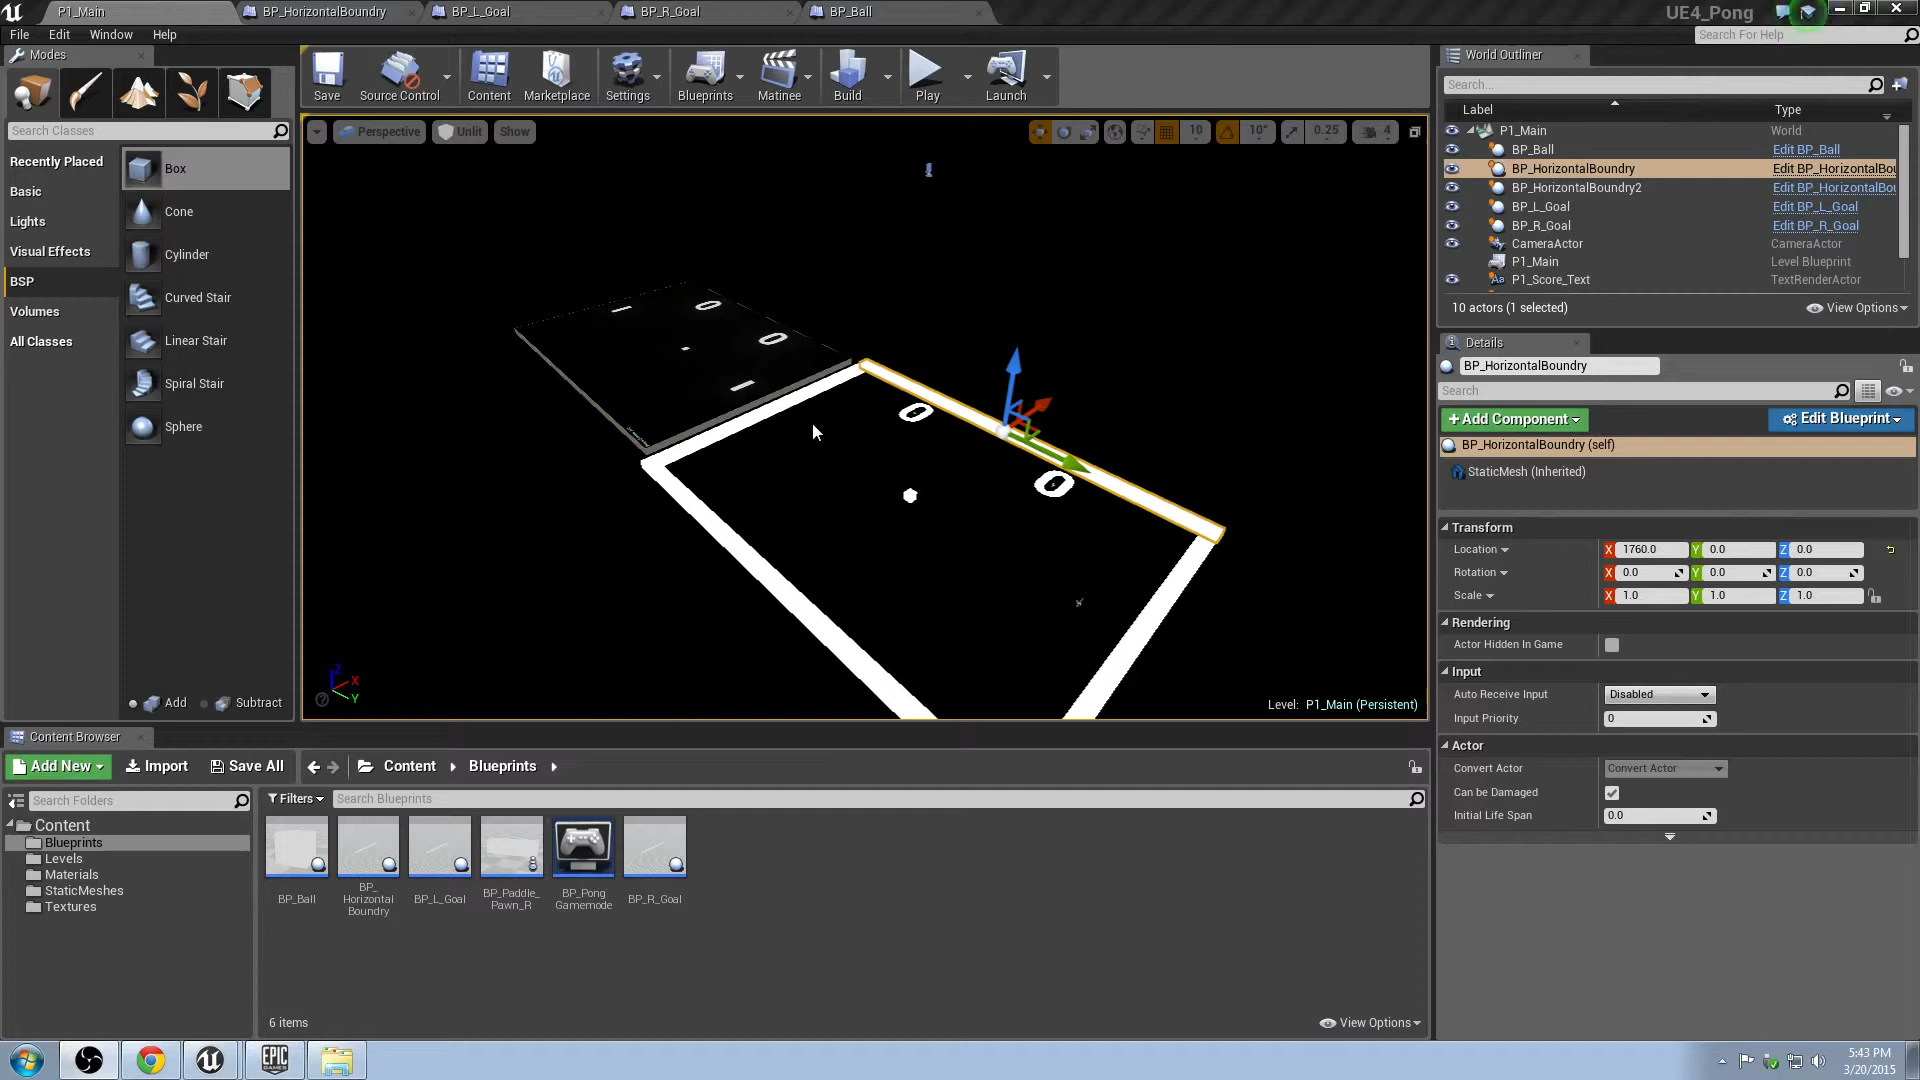 P1_Main
BP_HorizontalBoundry
BP_L_Goal
BP_R_Goal
BP_Ball
UE4_Pong
File Edit Window Help
Search For Help
Modes
Search Classes
Recently Placed
Basic
Lights
Visual Effects
BSP
Volumes
All Classes
Box
Cone
Cylinder
Curved Stair
Linear Stair
Spiral Stair
Sphere
Add Subtract
Save
Source Control
Content
Marketplace
Settings
Blueprints
Matinee
Build
Play
Launch
Perspective Unlit Show
10 10° 0.25 4
0
0
0
0
Z
X
Y
Level: P1_Main (Persistent)
World Outliner
Search...
Label Type
P1_Main World
BP_Ball Edit BP_Ball
BP_HorizontalBoundry Edit BP_HorizontalBou
BP_HorizontalBoundry2 Edit BP_HorizontalBou
BP_L_Goal Edit BP_L_Goal
BP_R_Goal Edit BP_R_Goal
CameraActor CameraActor
P1_Main Level Blueprint
P1_Score_Text TextRenderActor
10 actors (1 selected) View Options
Details
BP_HorizontalBoundry
Search
+Add Component Edit Blueprint
BP_HorizontalBoundry (self)
StaticMesh (Inherited)
Transform
Location X 1760.0 Y 0.0 Z 0.0
Rotation X 0.0 Y 0.0 Z 0.0
Scale X 1.0 Y 1.0 Z 1.0
Rendering
Actor Hidden In Game
Input
Auto Receive Input Disabled
Input Priority 0
Actor
Convert Actor Convert Actor
Can be Damaged
Initial Life Span 0.0
Content Browser
Add New Import Save All Content Blueprints
Search Folders
Filters Search Blueprints
Content
Blueprints
Levels
Materials
StaticMeshes
Textures
BP_Ball
BP_
Horizontal
Boundry
BP_L_Goal
BP_Paddle_
Pawn_R
BP_Pong
Gamemode
BP_R_Goal
6 items View Options
EPIC
GAMES
5:43 PM
3/20/2015